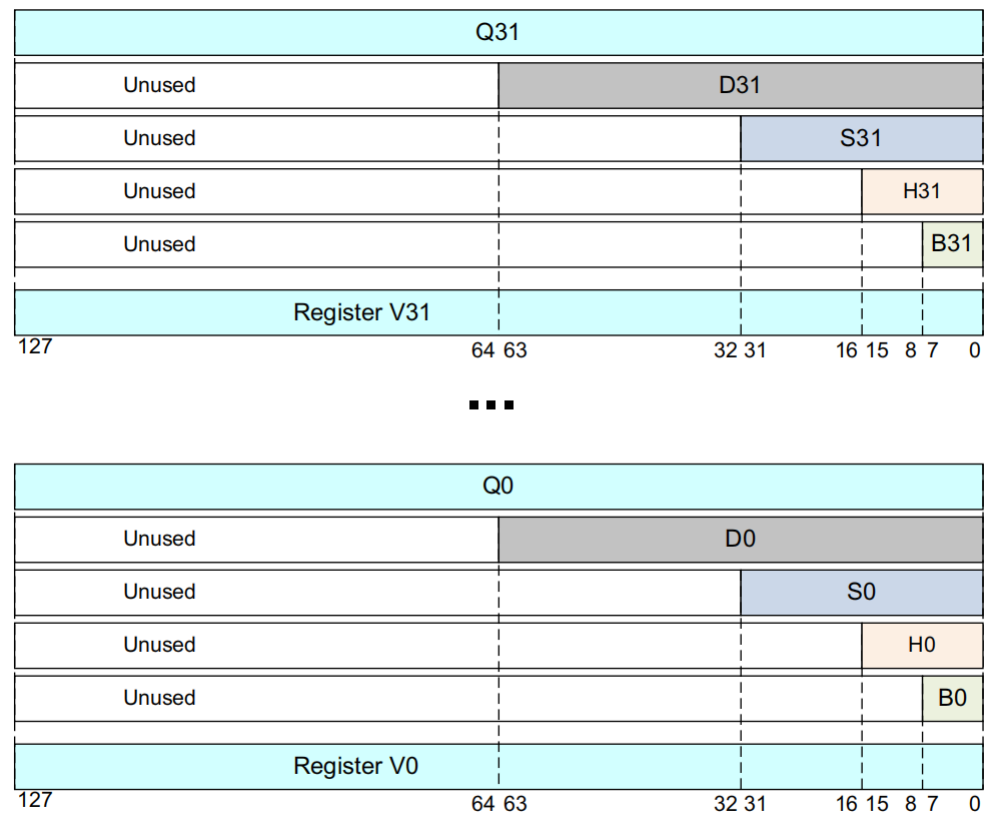 Q31
Unused D31
Unused S31
Unused H31
Unused B31
Register V31
127 64 63 32 31 16 15 8 7 0
...
Q0
Unused D0
Unused S0
Unused H0
Unused B0
Register V0
127 64 63 32 31 16 15 8 7 0